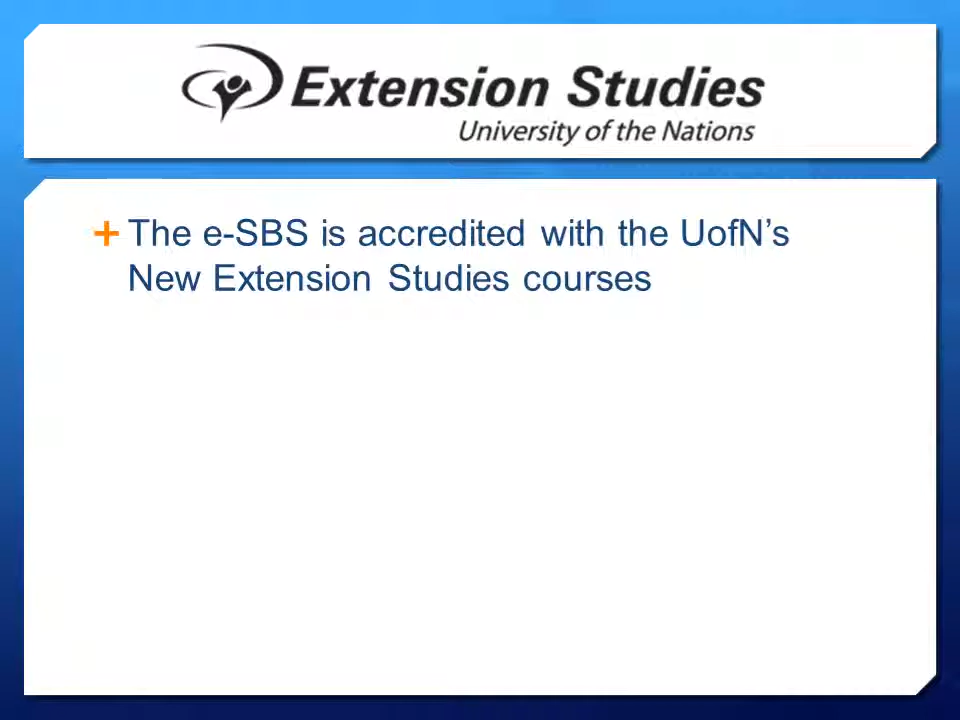 Extension Studies
University of the Nations
The e-SBS is accredited with the UofN’s
New Extension Studies courses